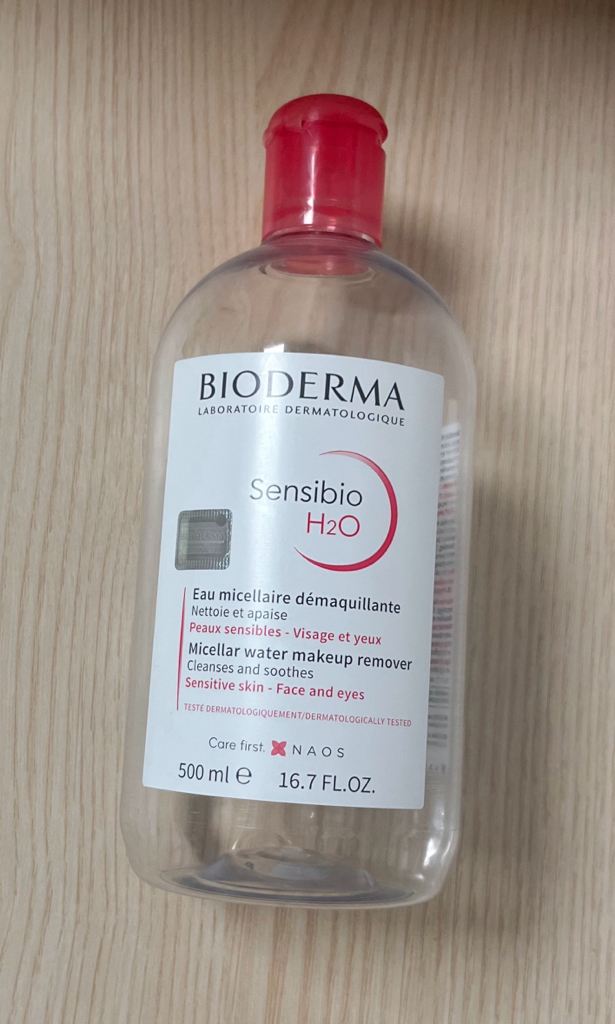 BIODERMA
LABORATOIRE DERMATOLOGIQUE
Sensibio
H2O
Eau micellaire démaquillante
Nettoie et apaise
Peaux sensibles - Visage et yeux
Micellar water makeup remover
Cleanses and soothes
Sensitive skin - Face and eyes
TESTÉ DERMATOLOGIQUEMENT/DERMATOLOGICALLY TESTED
Care first. NAOS
500 ml ℮ 16.7 FL.OZ.